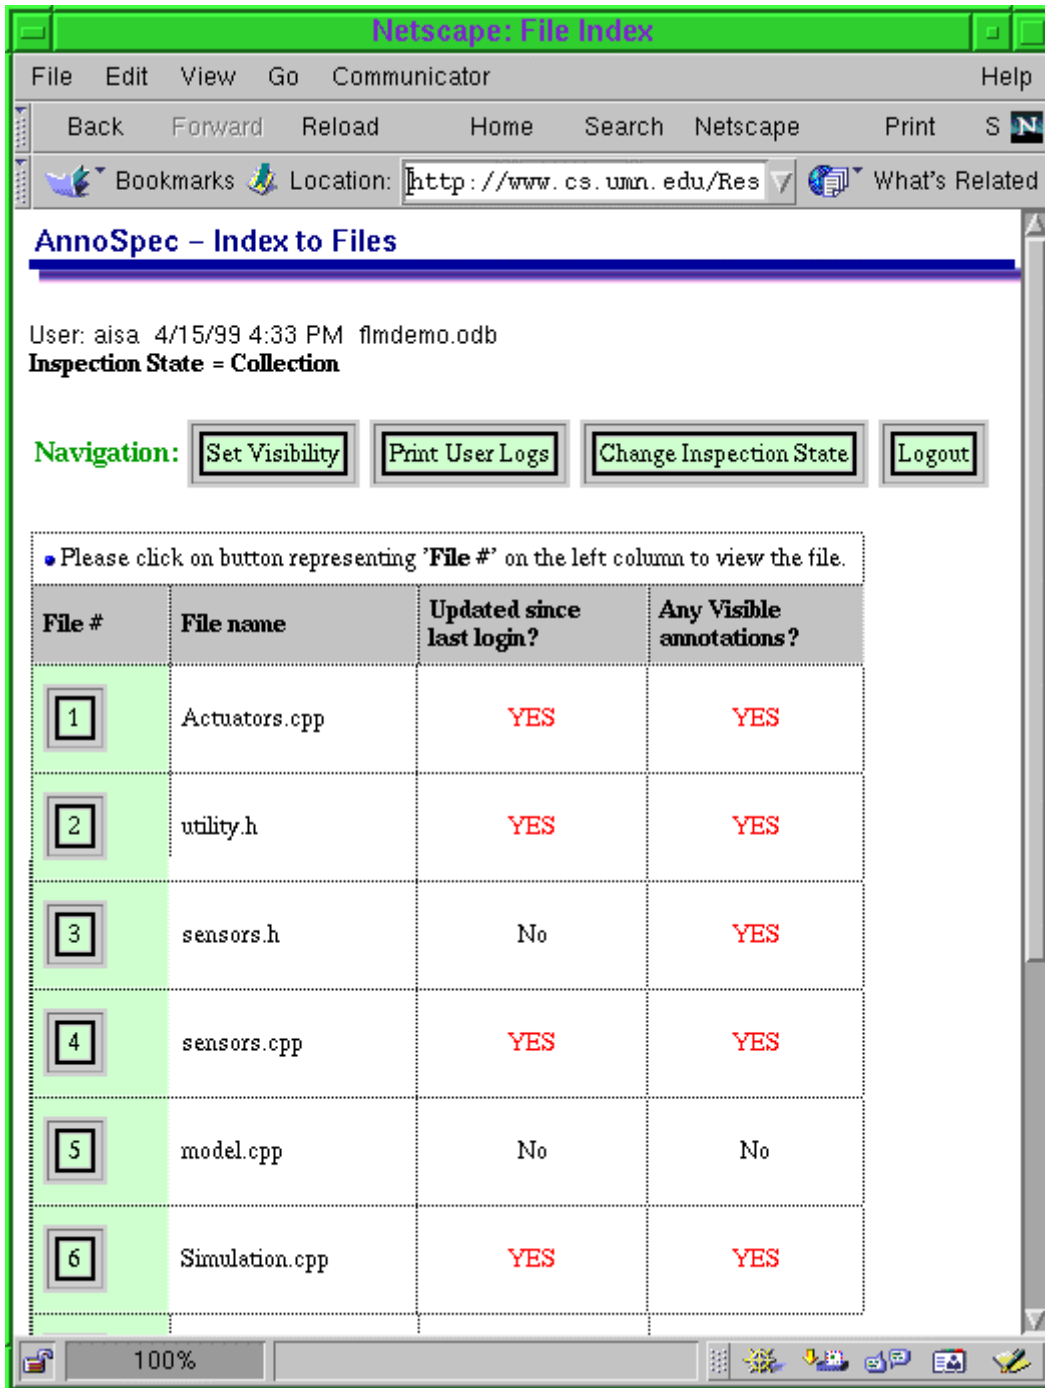 Netscape: File Index
File Edit View Go Communicator Help
Back Forward Reload Home Search Netscape Print S N
Bookmarks Location: http://www.cs.umn.edu/Res What's Related
AnnoSpec – Index to Files
User: aisa 4/15/99 4:33 PM flmdemo.odb
Inspection State = Collection
Navigation: Set Visibility Print User Logs Change Inspection State Logout
Please click on button representing 'File #' on the left column to view the file.
File # File name Updated since last login? Any Visible annotations?
1 Actuators.cpp YES YES
2 utility.h YES YES
3 sensors.h No YES
4 sensors.cpp YES YES
5 model.cpp No No
6 Simulation.cpp YES YES
100%